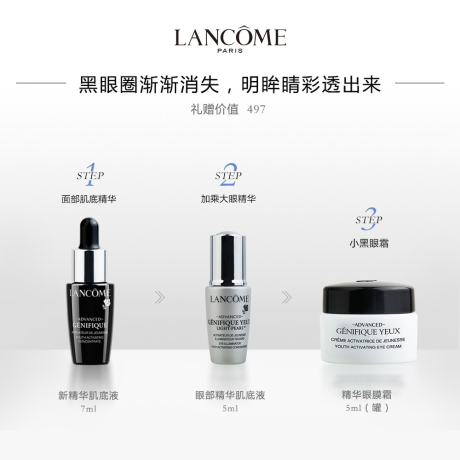 LANCÔME
PARIS
黑眼圈渐渐消失，明眸睛彩透出来
礼赠价值 497
1
STEP
面部肌底精华
2
STEP
加乘大眼精华
3
STEP
小黑眼霜
LANCÔME
ADVANCED
GÉNIFIQUE
YOUTH ACTIVATING
CONCENTRATE
LANCÔME
ADVANCED
GÉNIFIQUE YEUX
LIGHT-PEARL™
ADVANCED
GÉNIFIQUE YEUX
CRÈME ACTIVATRICE DE JEUNESSE
YOUTH ACTIVATING EYE CREAM
新精华肌底液
7ml
眼部精华肌底液
5ml
精华眼膜霜
5ml（罐）